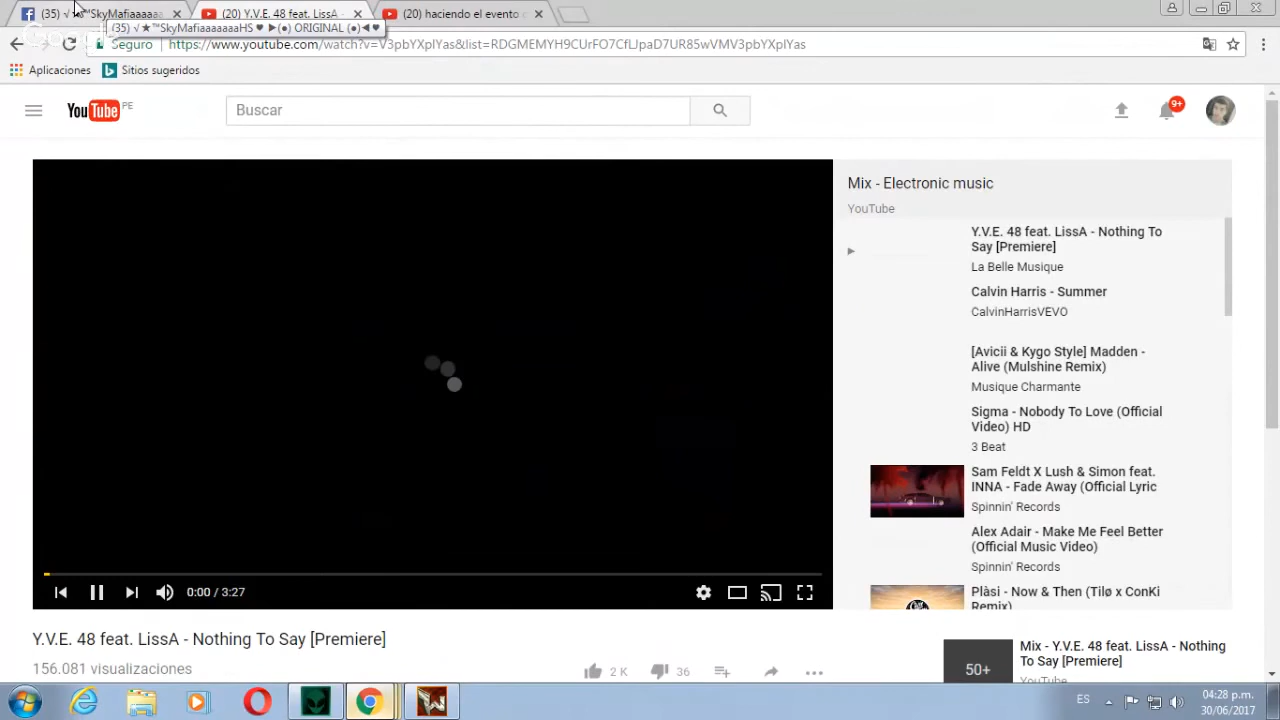 (35) √★™SkyMafiaaaaaa
(20) Y.V.E. 48 feat. LissA -
(20) haciendo el evento c
(35) √★™SkyMafiaaaaaaaHS ♥ ►(●) ORIGINAL (●)◄ ♥
Seguro
https://www.youtube.com/watch?v=V3pbYXplYas&list=RDGMEMYH9CUrFO7CfLJpaD7UR85wVMV3pbYXplYas
Aplicaciones
Sitios sugeridos
YouTube PE
Buscar
9+
Mix - Electronic music
YouTube
Y.V.E. 48 feat. LissA - Nothing To
Say [Premiere]
La Belle Musique
Calvin Harris - Summer
CalvinHarrisVEVO
[Avicii & Kygo Style] Madden -
Alive (Mulshine Remix)
Musique Charmante
Sigma - Nobody To Love (Official
Video) HD
3 Beat
Sam Feldt X Lush & Simon feat.
INNA - Fade Away (Official Lyric
Spinnin' Records
Alex Adair - Make Me Feel Better
(Official Music Video)
Spinnin' Records
Plàsi - Now & Then (Tilø x ConKi
Remix)
0:00 / 3:27
Y.V.E. 48 feat. LissA - Nothing To Say [Premiere]
156.081 visualizaciones
2 K
36
50+
Mix - Y.V.E. 48 feat. LissA - Nothing
To Say [Premiere]
YouTube
ES
04:28 p.m.
30/06/2017